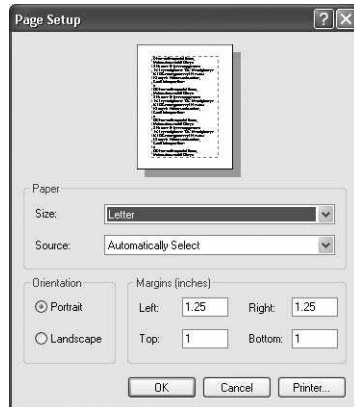 Page Setup
Paper
Size: Letter
Source: Automatically Select
Orientation
Portrait
Landscape
Margins (inches)
Left: 1.25 Right: 1.25
Top: 1 Bottom: 1
OK Cancel Printer...